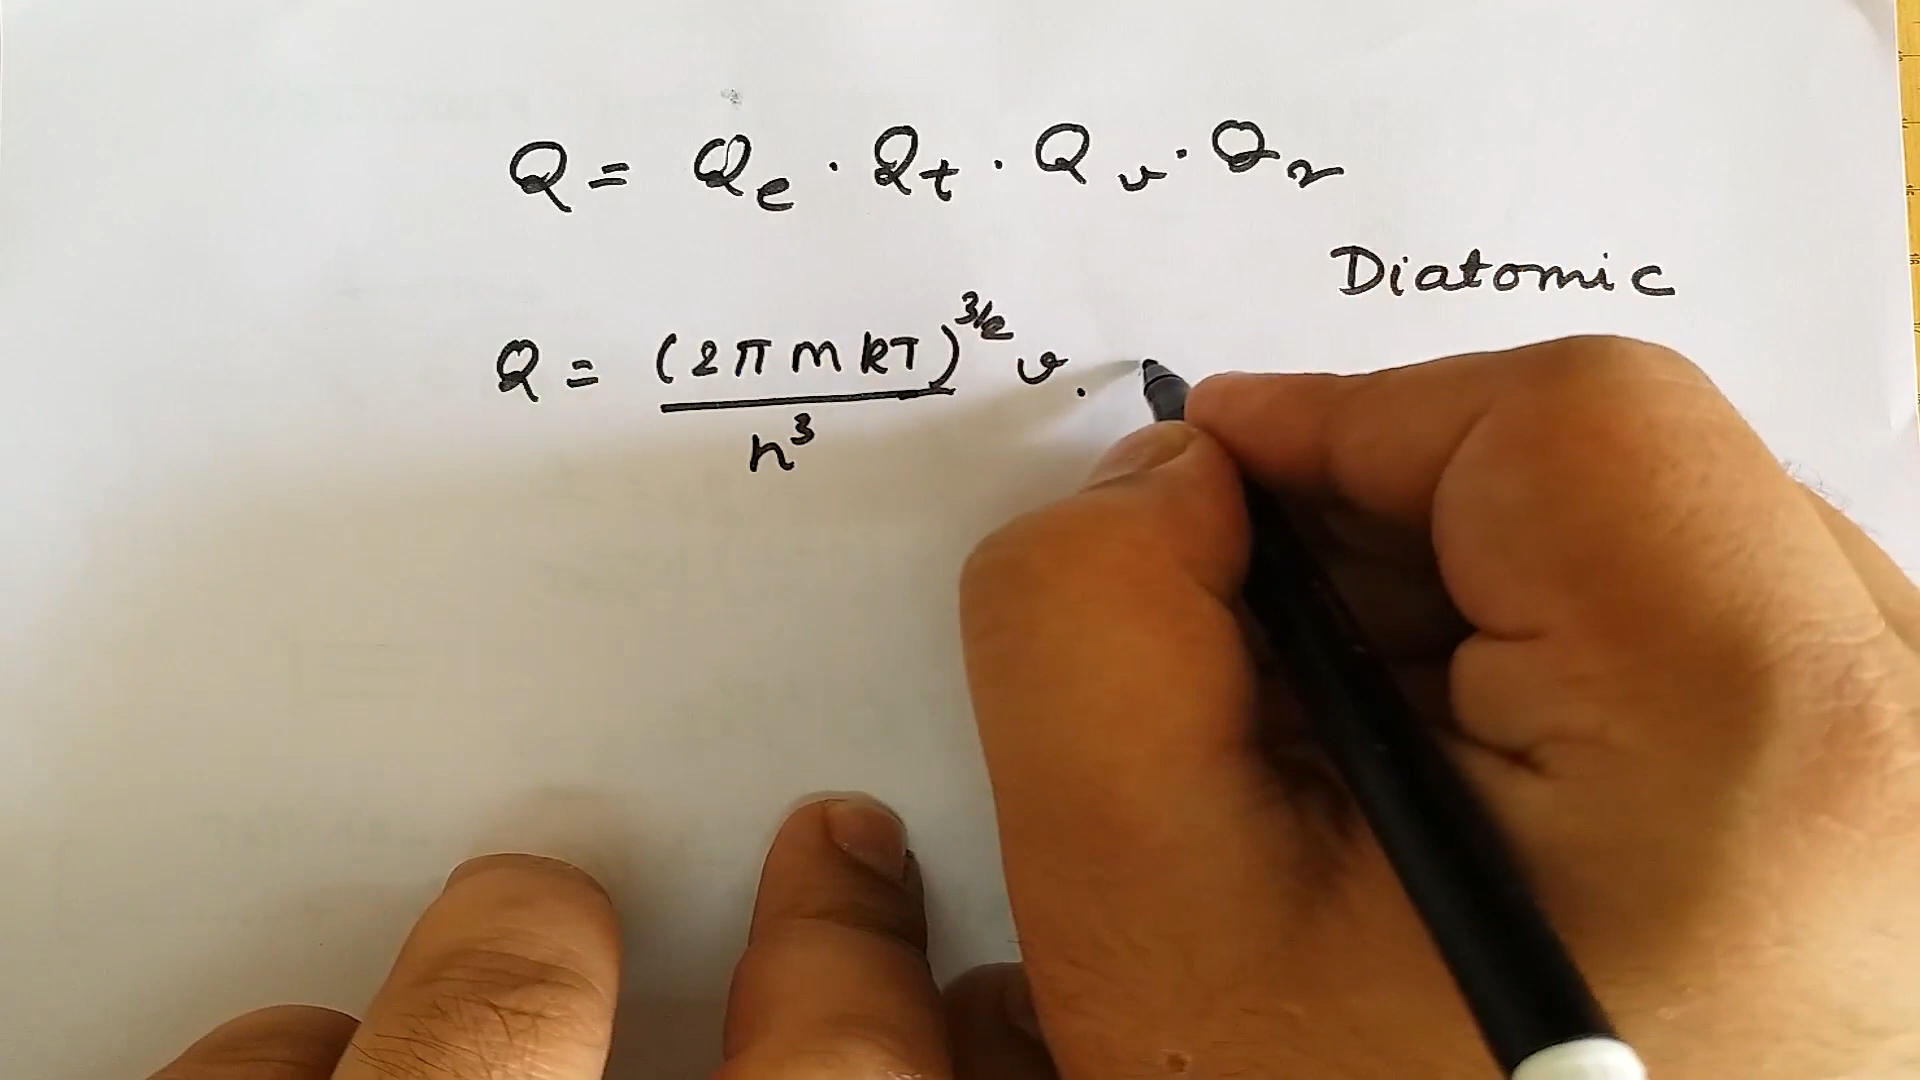 Q = Qe · Qt · Qv · Qr
Diatomic
Q = (2πmkT)^3/2 / h^3 v .